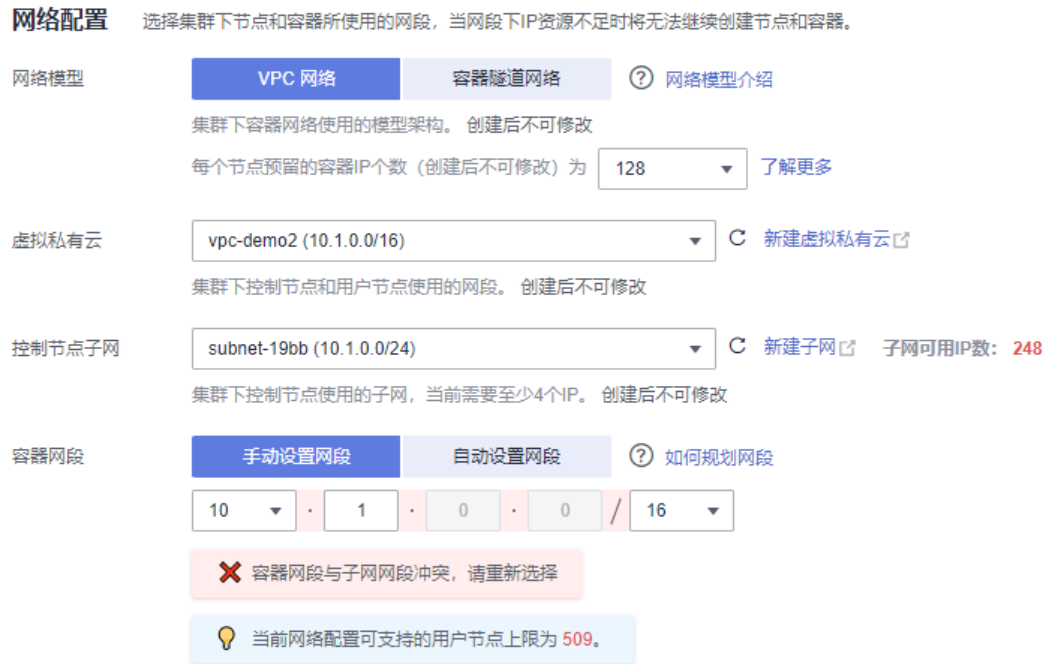 网络配置 选择集群下节点和容器所使用的网段，当网段下IP资源不足时将无法继续创建节点和容器。
网络模型 VPC 网络 容器隧道网络 ? 网络模型介绍
集群下容器网络使用的模型架构。 创建后不可修改
每个节点预留的容器IP个数（创建后不可修改）为 128 了解更多
虚拟私有云 vpc-demo2 (10.1.0.0/16) 新建虚拟私有云
集群下控制节点和用户节点使用的网段。 创建后不可修改
控制节点子网 subnet-19bb (10.1.0.0/24) 新建子网 子网可用IP数： 248
集群下控制节点使用的子网，当前需要至少4个IP。 创建后不可修改
容器网段 手动设置网段 自动设置网段 ? 如何规划网段
10 · 1 · 0 · 0 / 16
容器网段与子网网段冲突，请重新选择
当前网络配置可支持的用户节点上限为 509。